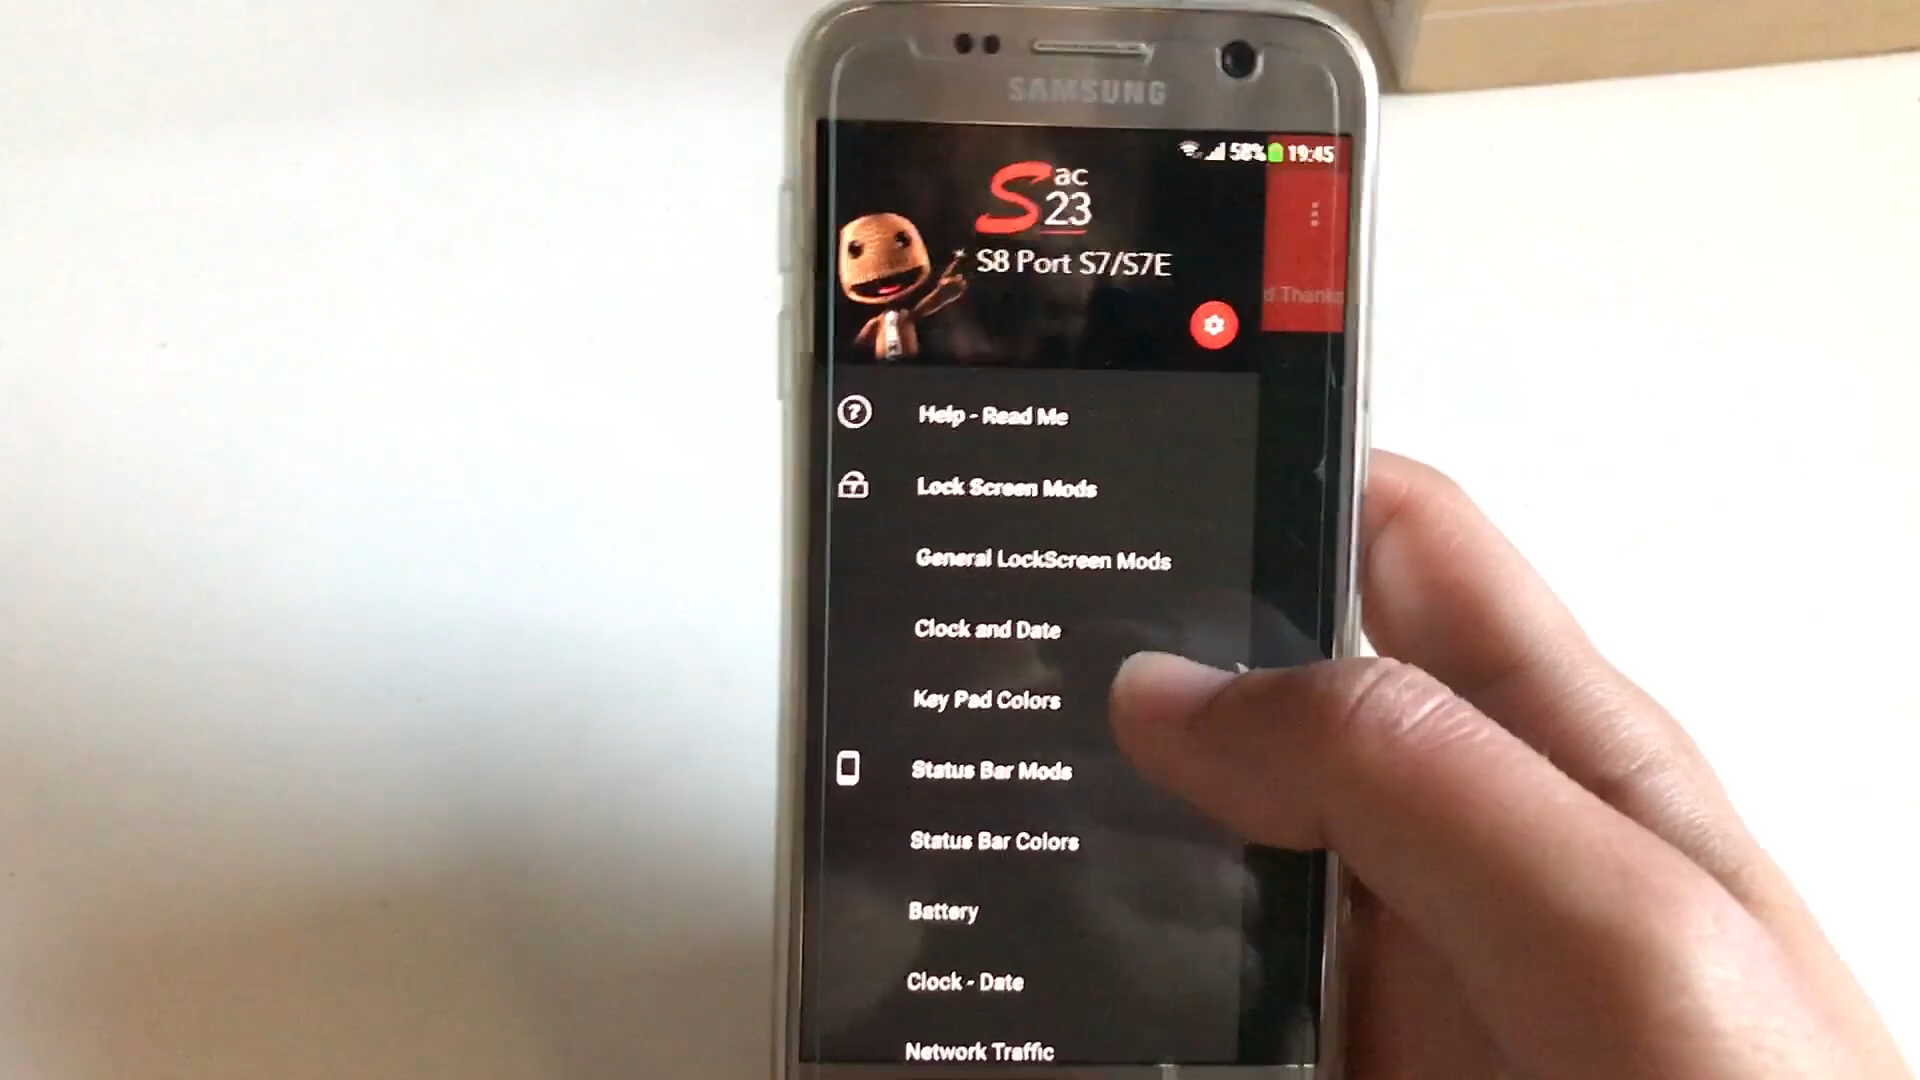 SAMSUNG
58% 19:45
Sac
23
S8 Port S7/S7E
d Thanks
Help - Read Me
Lock Screen Mods
General LockScreen Mods
Clock and Date
Key Pad Colors
Status Bar Mods
Status Bar Colors
Battery
Clock - Date
Network Traffic